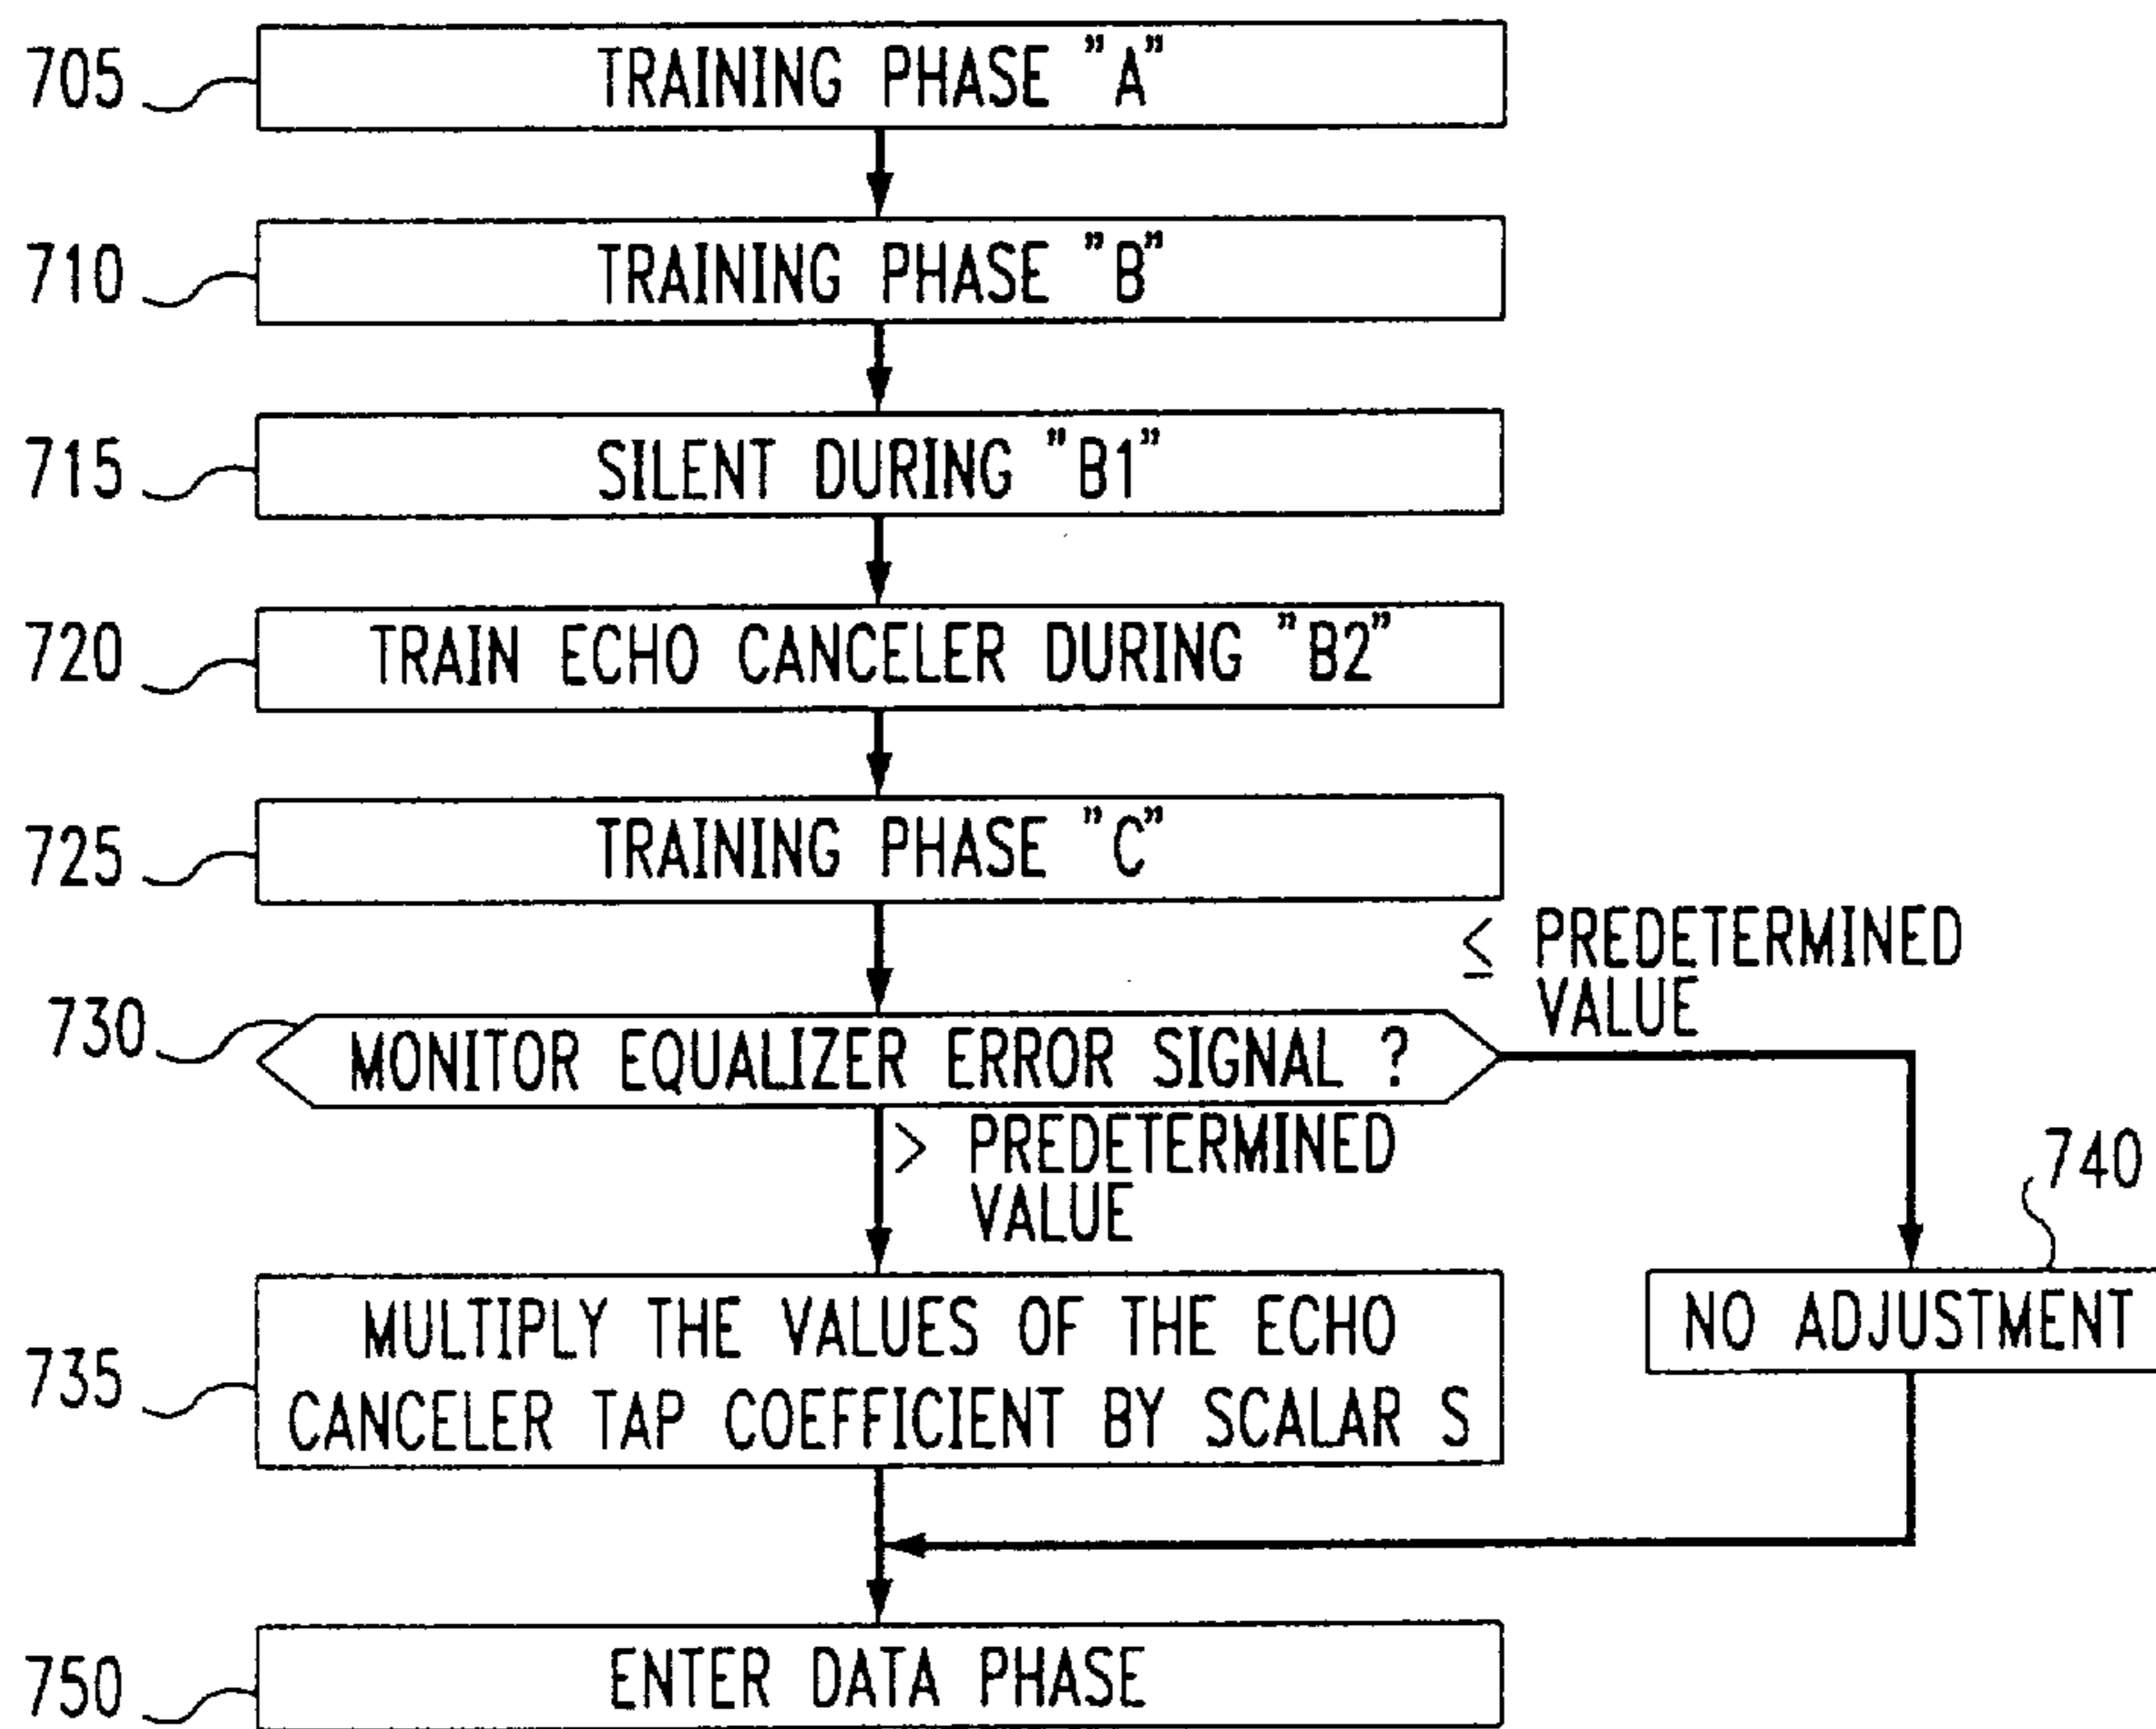 705
TRAINING PHASE "A"
710
TRAINING PHASE "B"
715
SILENT DURING "B1"
720
TRAIN ECHO CANCELER DURING "B2"
725
TRAINING PHASE "C"
≤ PREDETERMINED
VALUE
730
MONITOR EQUALIZER ERROR SIGNAL ?
> PREDETERMINED
VALUE
740
NO ADJUSTMENT
735
MULTIPLY THE VALUES OF THE ECHO
CANCELER TAP COEFFICIENT BY SCALAR S
750
ENTER DATA PHASE